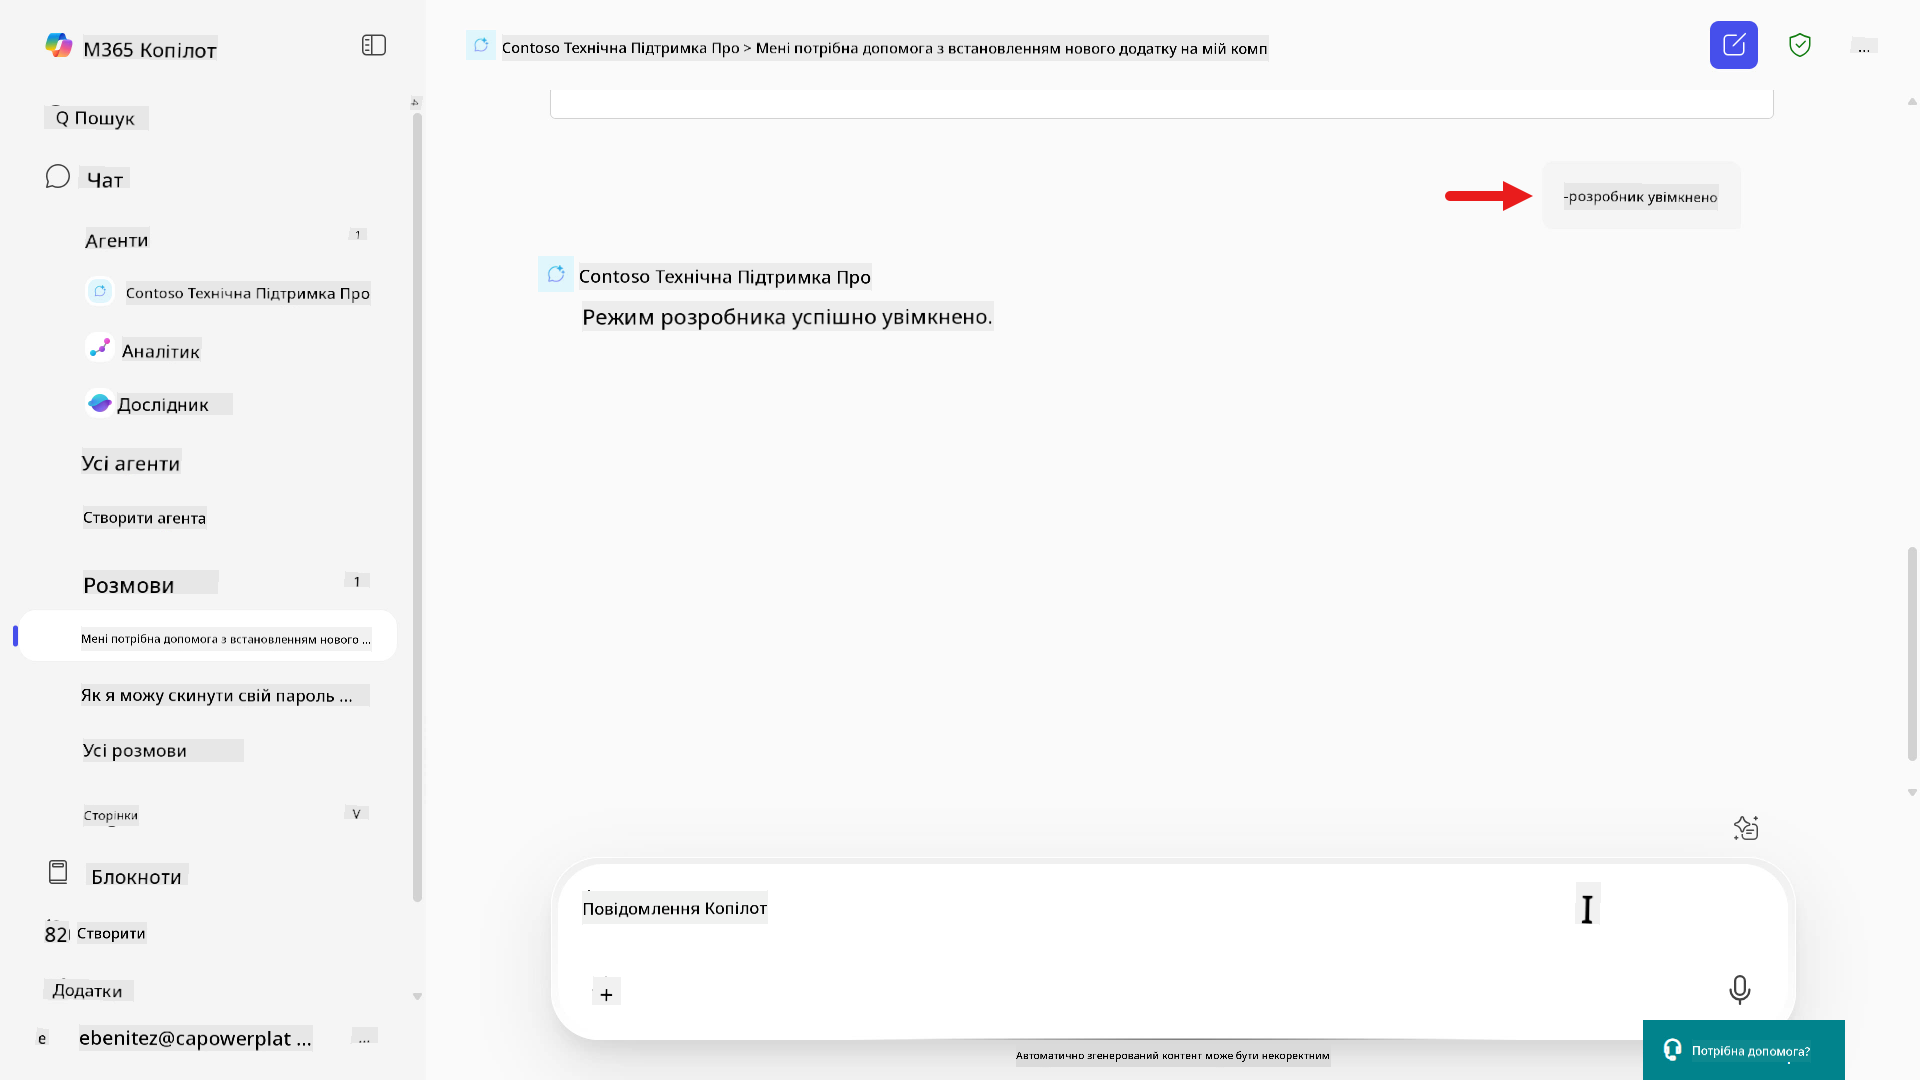 M365 Копілот
Q Пошук
Чат
Агенти
1
Contoso Технічна Підтримка Про
Аналітик
Дослідник
Усі агенти
Створити агента
Розмови
1
Мені потрібна допомога з встановленням нового ...
Як я можу скинути свій пароль ...
Усі розмови
Сторінки
V
Блокноти
82 Створити
Додатки
e ebenitez@capowerplat ... ...
Contoso Технічна Підтримка Про > Мені потрібна допомога з встановленням нового додатку на мій комп
...
-розробник увімкнено
Contoso Технічна Підтримка Про
Режим розробника успішно увімкнено.
Повідомлення Копілот
I
+
Автоматично згенерований контент може бути некоректним
Потрібна допомога?